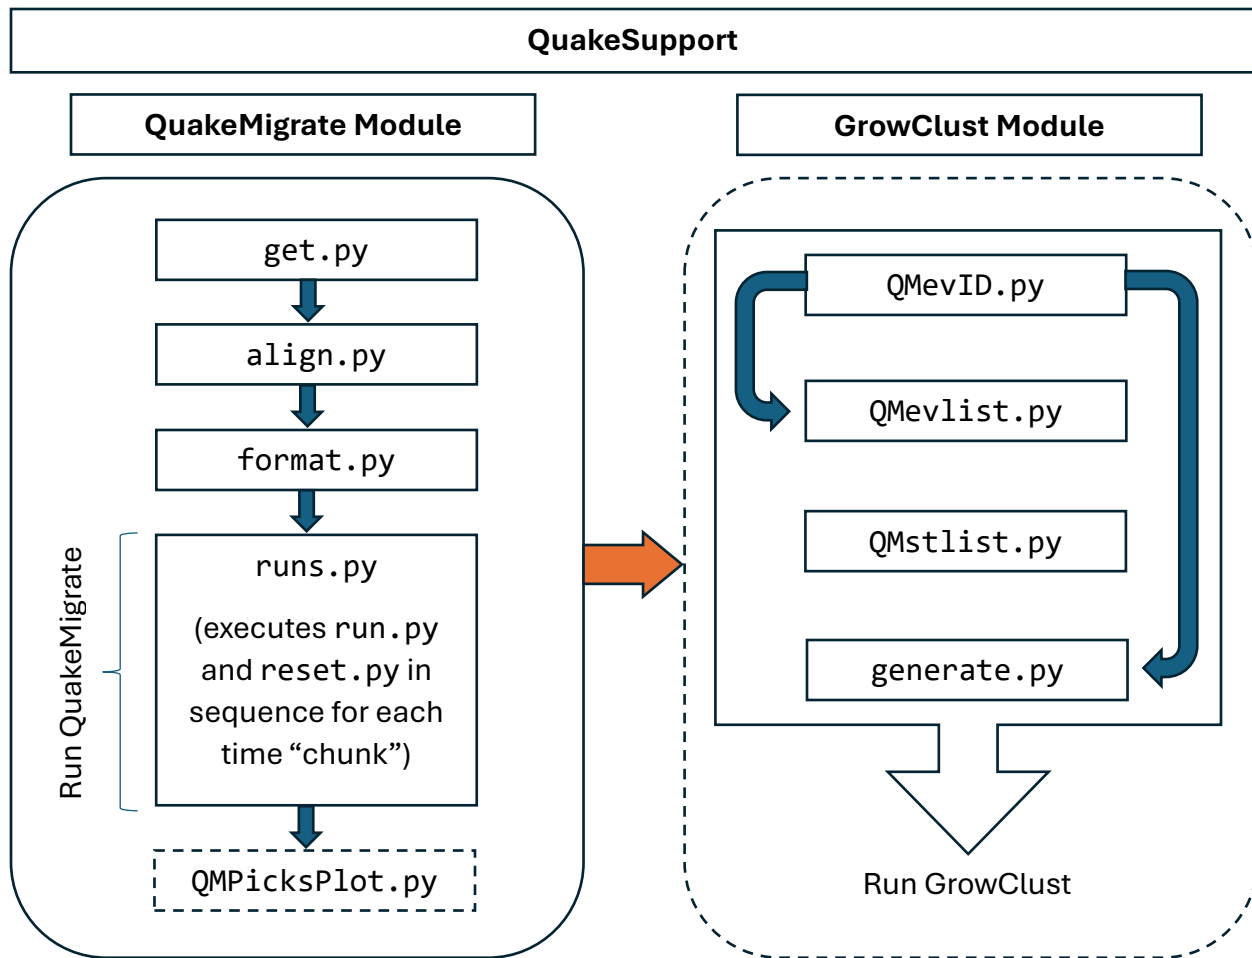 QuakeSupport
QuakeMigrate Module
get.py
align.py
format.py
Run QuakeMigrate
runs.py
(executes run.py
and reset.py in
sequence for each
time “chunk”)
QMPicksPlot.py
GrowClust Module
QMevID.py
QMevlist.py
QMstlist.py
generate.py
Run GrowClust